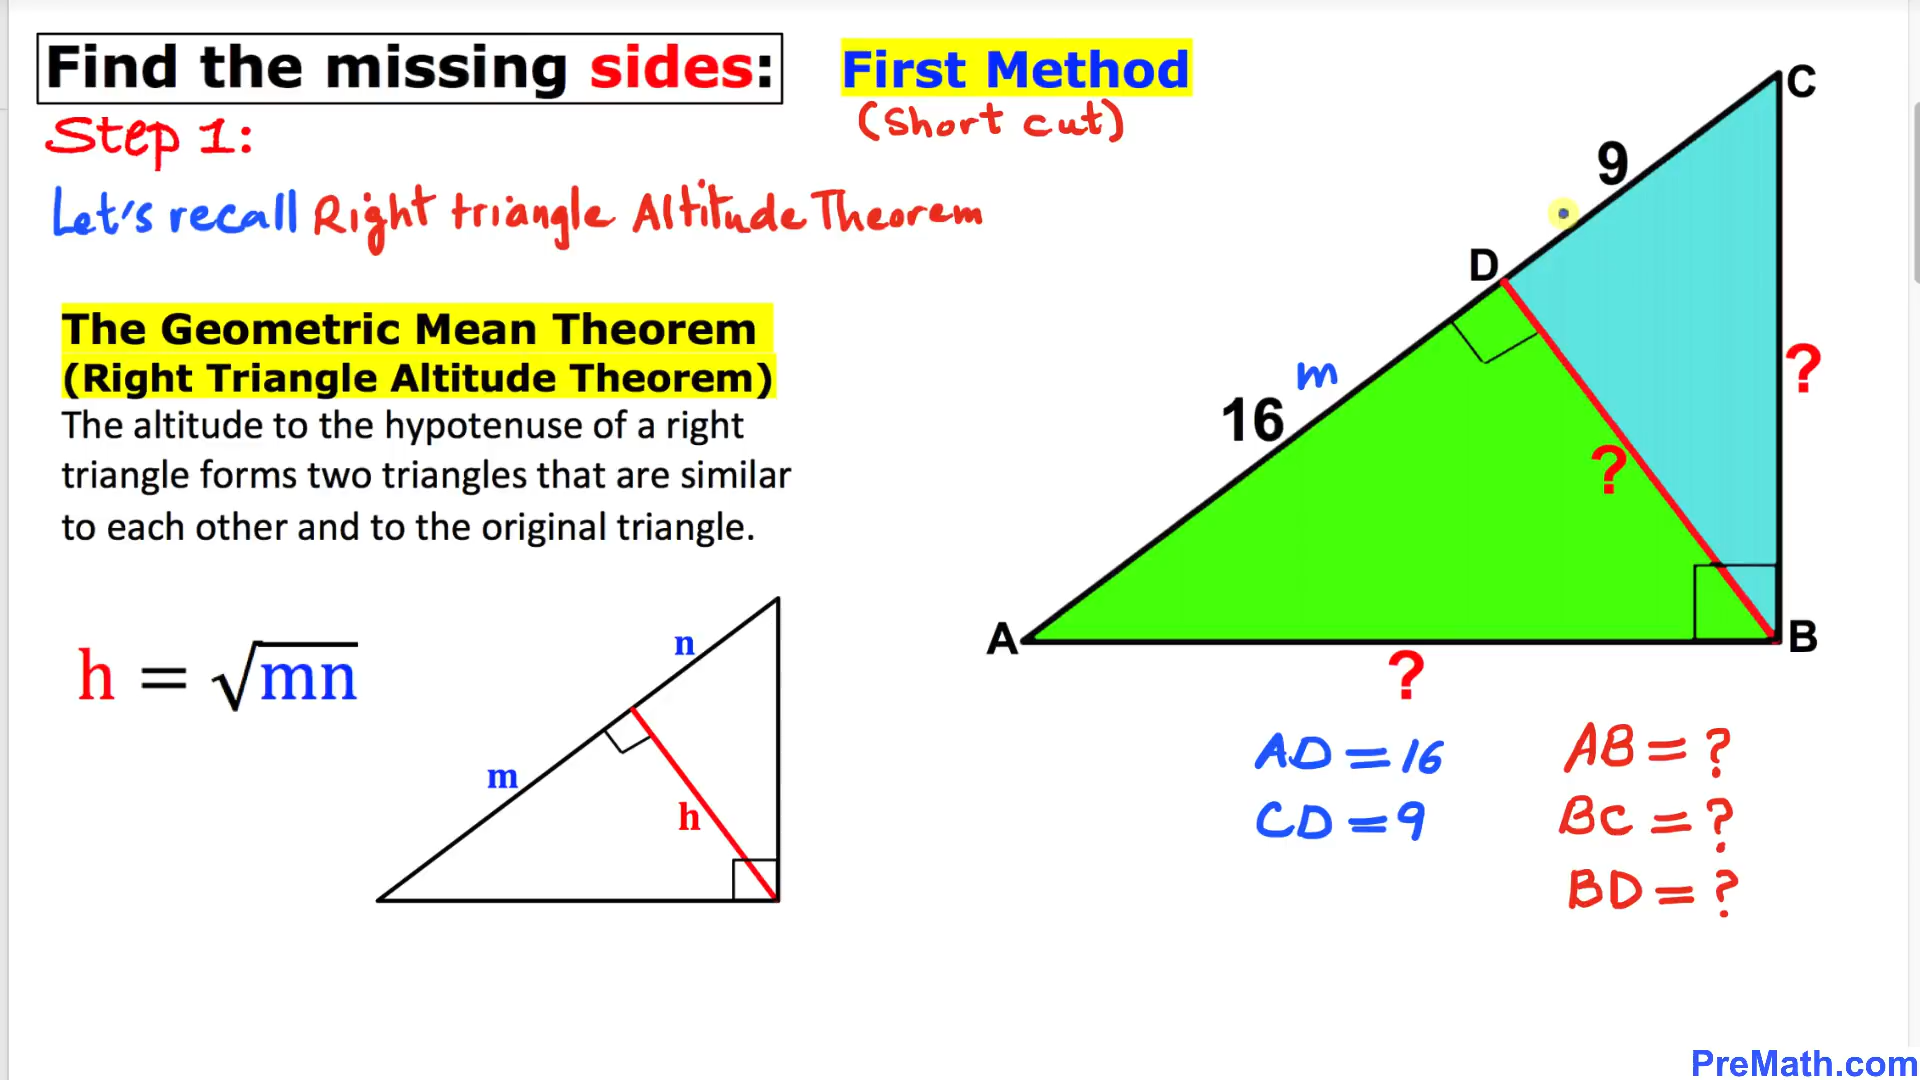 Find the missing sides:
First Method
(Short cut)
Step 1:
Let's recall Right triangle Altitude Theorem
The Geometric Mean Theorem
(Right Triangle Altitude Theorem)
The altitude to the hypotenuse of a right
triangle forms two triangles that are similar
to each other and to the original triangle.
h = √mn
n
m
h
C
9
D
m
16
?
?
A
B
?
AD = 16
CD = 9
AB = ?
BC = ?
BD = ?
PreMath.com